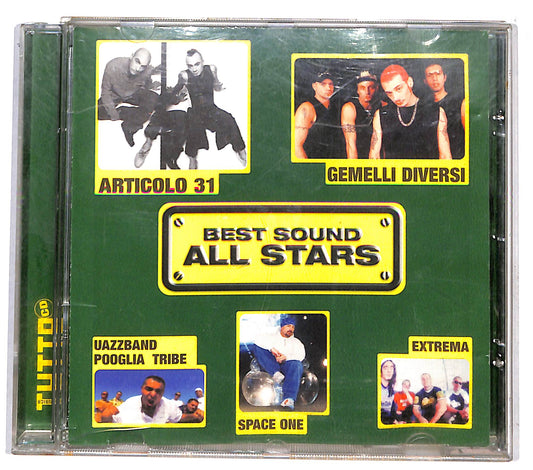 ARTICOLO 31
GEMELLI DIVERSI
BEST SOUND
ALL STARS
UAZZBAND
POOGLIA TRIBE
SPACE ONE
EXTREMA
TUTTO
CD